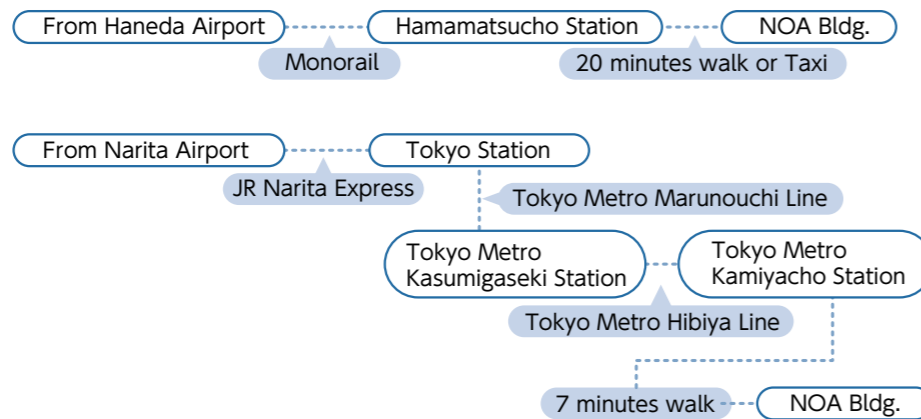 From Haneda Airport
Hamamatsucho Station
NOA Bldg.
Monorail
20 minutes walk or Taxi
From Narita Airport
Tokyo Station
JR Narita Express
Tokyo Metro Marunouchi Line
Tokyo Metro
Kasumigaseki Station
Tokyo Metro
Kamiyacho Station
Tokyo Metro Hibiya Line
7 minutes walk
NOA Bldg.